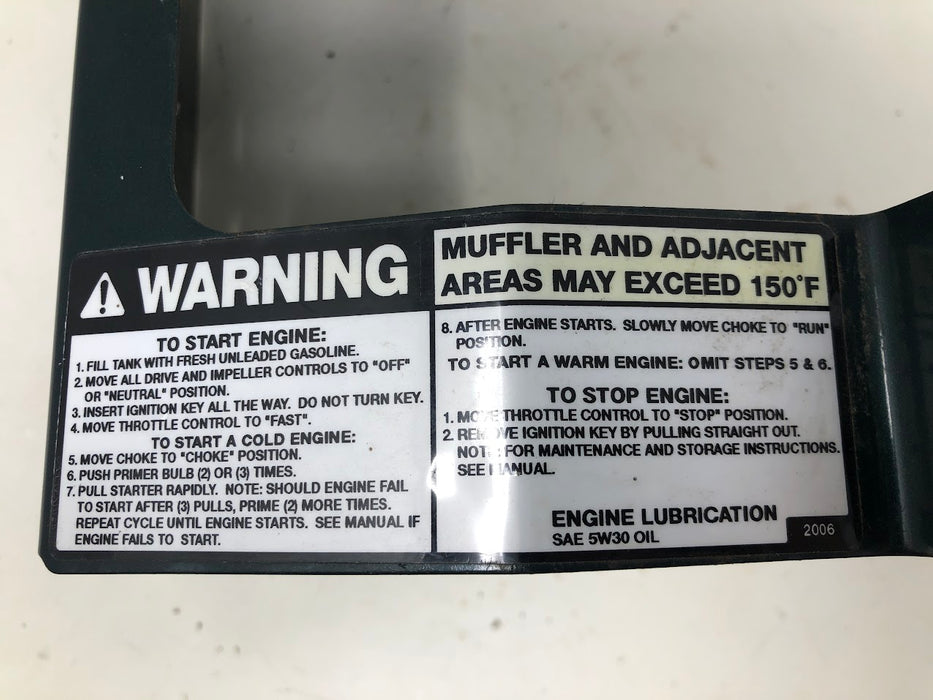 WARNING
TO START ENGINE:
1. FILL TANK WITH FRESH UNLEADED GASOLINE.
2. MOVE ALL DRIVE AND IMPELLER CONTROLS TO "OFF"
OR "NEUTRAL" POSITION.
3. INSERT IGNITION KEY ALL THE WAY. DO NOT TURN KEY.
4. MOVE THROTTLE CONTROL TO "FAST".
TO START A COLD ENGINE:
5. MOVE CHOKE TO "CHOKE" POSITION.
6. PUSH PRIMER BULB (2) OR (3) TIMES.
7. PULL STARTER RAPIDLY. NOTE: SHOULD ENGINE FAIL
TO START AFTER (3) PULLS, PRIME (2) MORE TIMES.
REPEAT CYCLE UNTIL ENGINE STARTS. SEE MANUAL IF
ENGINE FAILS TO START.
MUFFLER AND ADJACENT
AREAS MAY EXCEED 150°F
8. AFTER ENGINE STARTS. SLOWLY MOVE CHOKE TO "RUN"
POSITION.
TO START A WARM ENGINE: OMIT STEPS 5 & 6.
TO STOP ENGINE:
1. MOVE THROTTLE CONTROL TO "STOP" POSITION.
2. REMOVE IGNITION KEY BY PULLING STRAIGHT OUT.
NOTE: FOR MAINTENANCE AND STORAGE INSTRUCTIONS.
SEE MANUAL.
ENGINE LUBRICATION
SAE 5W30 OIL
2006